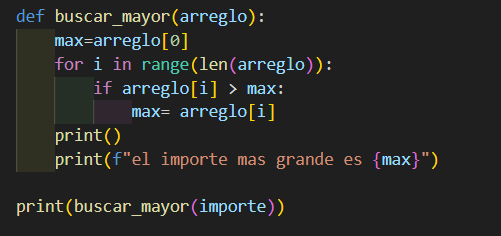 def buscar_mayor(arreglo):
    max=arreglo[0]
    for i in range(len(arreglo)):
        if arreglo[i] > max:
            max= arreglo[i]
    print()
    print(f"el importe mas grande es {max}")
print(buscar_mayor(importe))